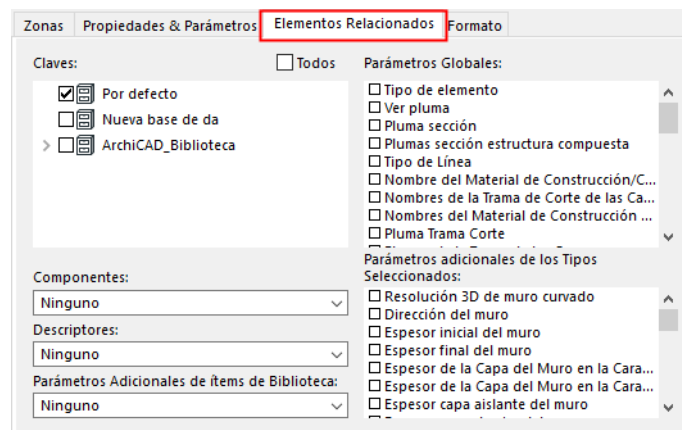 Zonas Propiedades & Parámetros Elementos Relacionados Formato
Claves: Todos
Por defecto
Nueva base de da
ArchiCAD_Biblioteca
Componentes:
Ninguno
Descriptores:
Ninguno
Parámetros Adicionales de ítems de Biblioteca:
Ninguno
Parámetros Globales:
Tipo de elemento
Ver pluma
Pluma sección
Plumas sección estructura compuesta
Tipo de Línea
Nombre del Material de Construcción/C...
Nombres de la Trama de Corte de las Ca...
Nombres del Material de Construcción ...
Pluma Trama Corte
Parámetros adicionales de los Tipos
Seleccionados:
Resolución 3D de muro curvado
Dirección del muro
Espesor inicial del muro
Espesor final del muro
Espesor de la Capa del Muro en la Cara...
Espesor de la Capa del Muro en la Cara...
Espesor capa aislante del muro